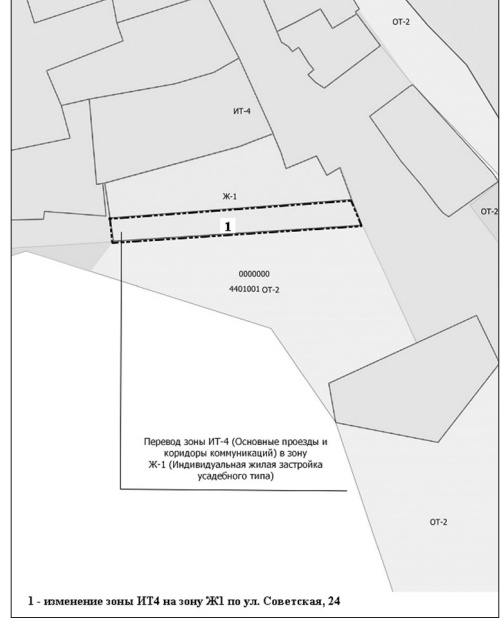 ОТ-2
ИТ-4
Ж-1
ОТ-2
1
0000000
4401001 ОТ-2
Перевод зоны ИТ-4 (Основные проезды и
коридоры коммуникаций) в зону
Ж-1 (Индивидуальная жилая застройка
усадебного типа)
ОТ-2
1 - изменение зоны ИТ4 на зону Ж1 по ул. Советская, 24